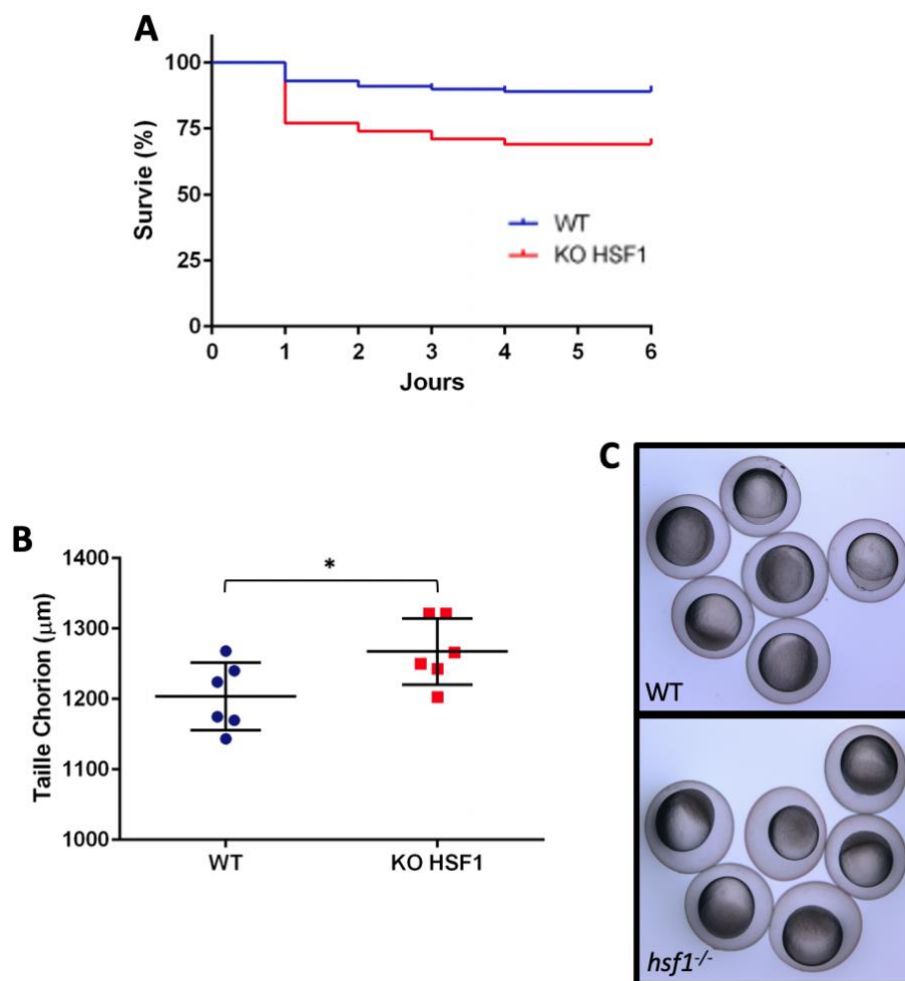 A
100
75
50
25
0
Survie (%)
WT
KO HSF1
0 1 2 3 4 5 6
Jours
B
1400
1300
1200
1100
1000
Taille Chorion (µm)
*
WT KO HSF1
C
WT
hsf1-/-